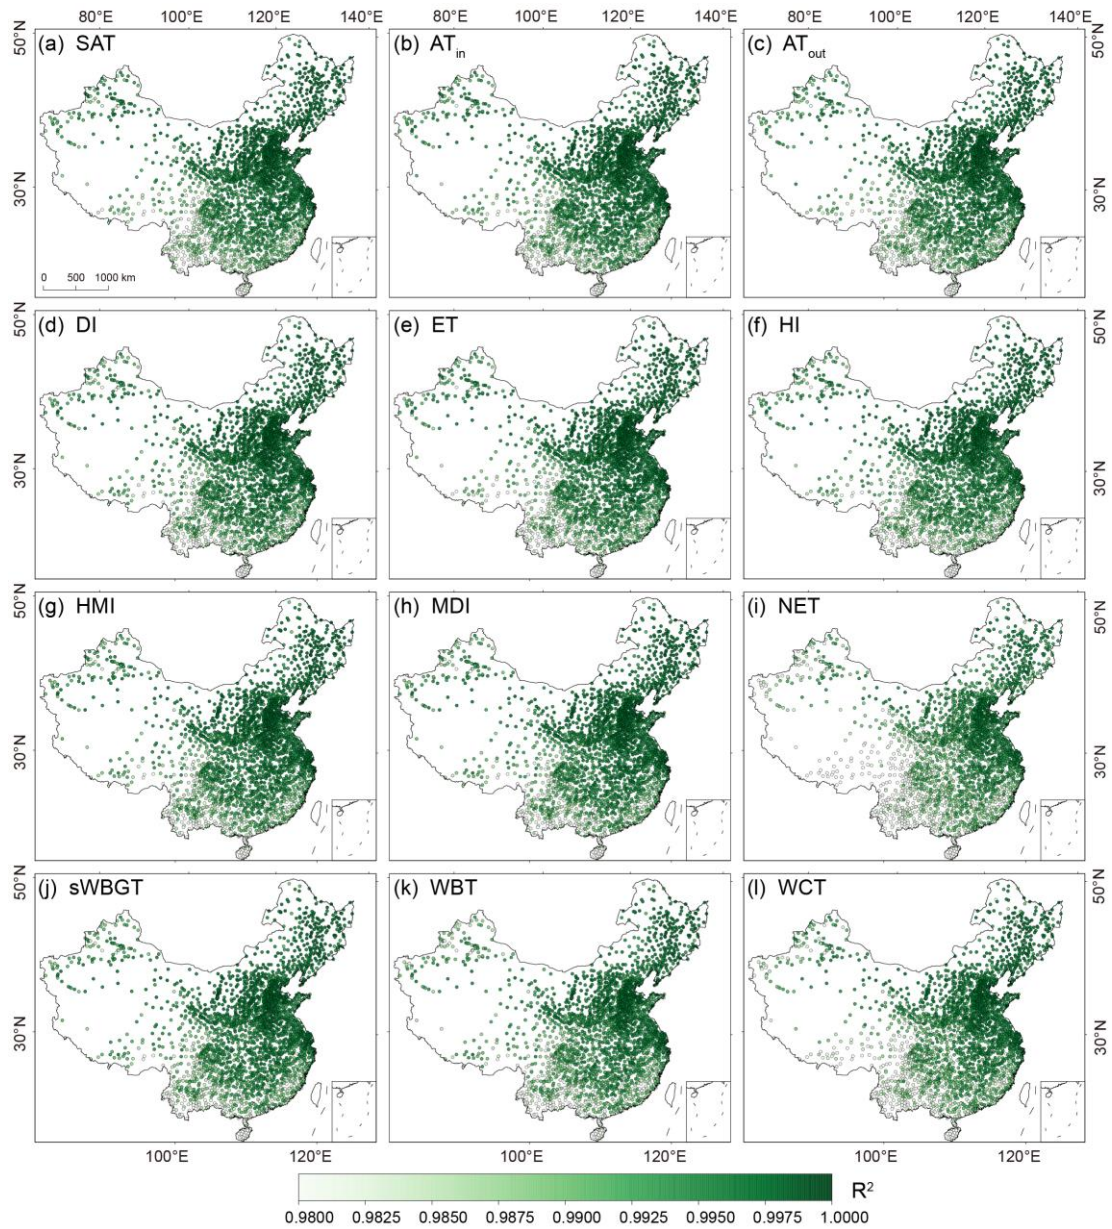 80°E 100°E 120°E 140°E 80°E 100°E 120°E 140°E 80°E 100°E 120°E 140°E
50°N
(a) SAT
(b) AT_in
(c) AT_out
50°N
30°N
30°N
0 500 1000 km
50°N
(d) DI
(e) ET
(f) HI
50°N
30°N
30°N
50°N
(g) HMI
(h) MDI
(i) NET
50°N
30°N
30°N
50°N
(j) sWBGT
(k) WBT
(l) WCT
50°N
30°N
30°N
100°E 120°E 100°E 120°E 100°E 120°E
R²
0.9800 0.9825 0.9850 0.9875 0.9900 0.9925 0.9950 0.9975 1.0000